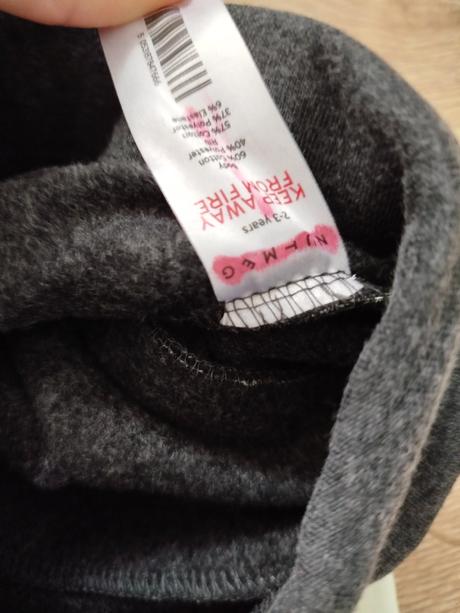 2-3 years
KEEP AWAY
FROM FIRE
Body
60% Cotton
40% Polyester
Rib
57% Cotton
37% Polyester
6% Elastane